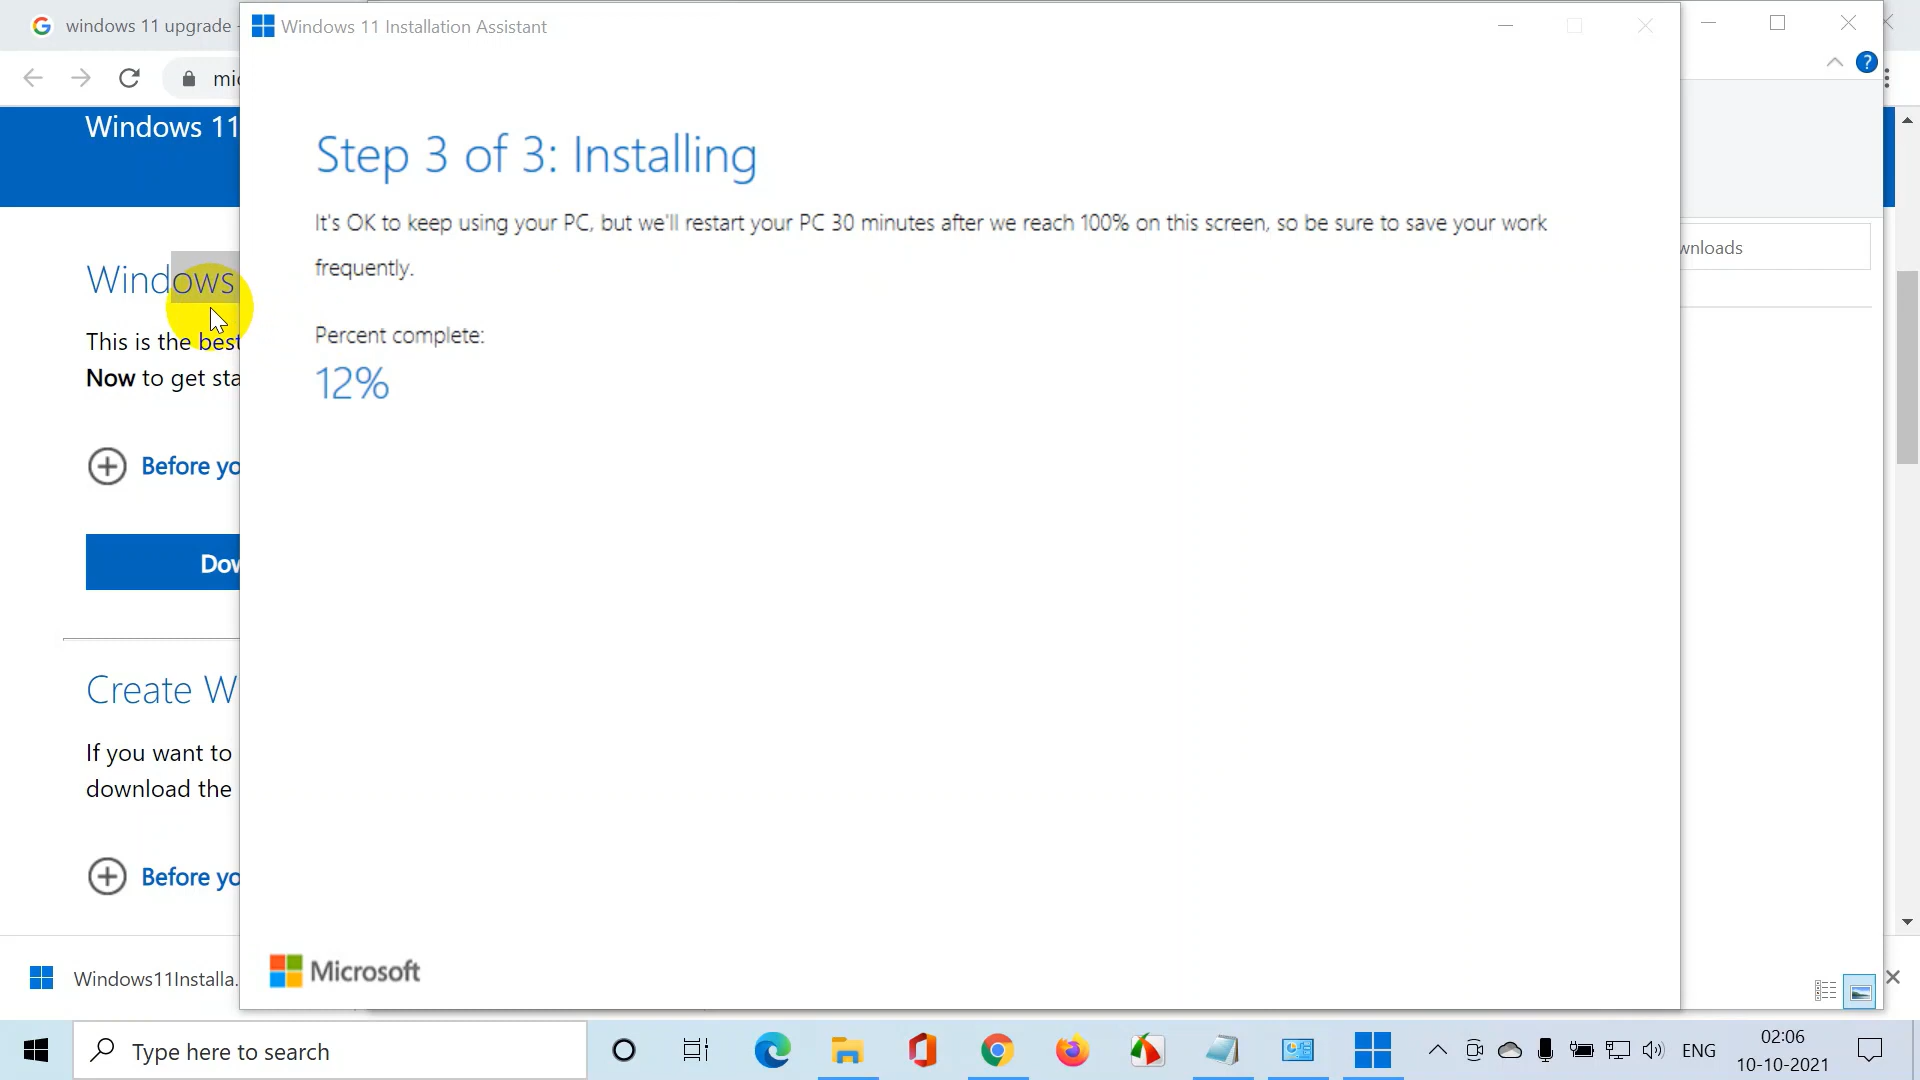 windows 11 upgrade -
Windows 11 Installation Assistant
?
Windows 11
Step 3 of 3: Installing
It's OK to keep using your PC, but we'll restart your PC 30 minutes after we reach 100% on this screen, so be sure to save your work
frequently.
Percent complete:
12%
wnloads
Windows
This is the best
Now to get sta
Before yo
Dow
Create W
If you want to
download the
Before yo
Microsoft
Windows11Installa.
Type here to search
ENG
02:06
10-10-2021